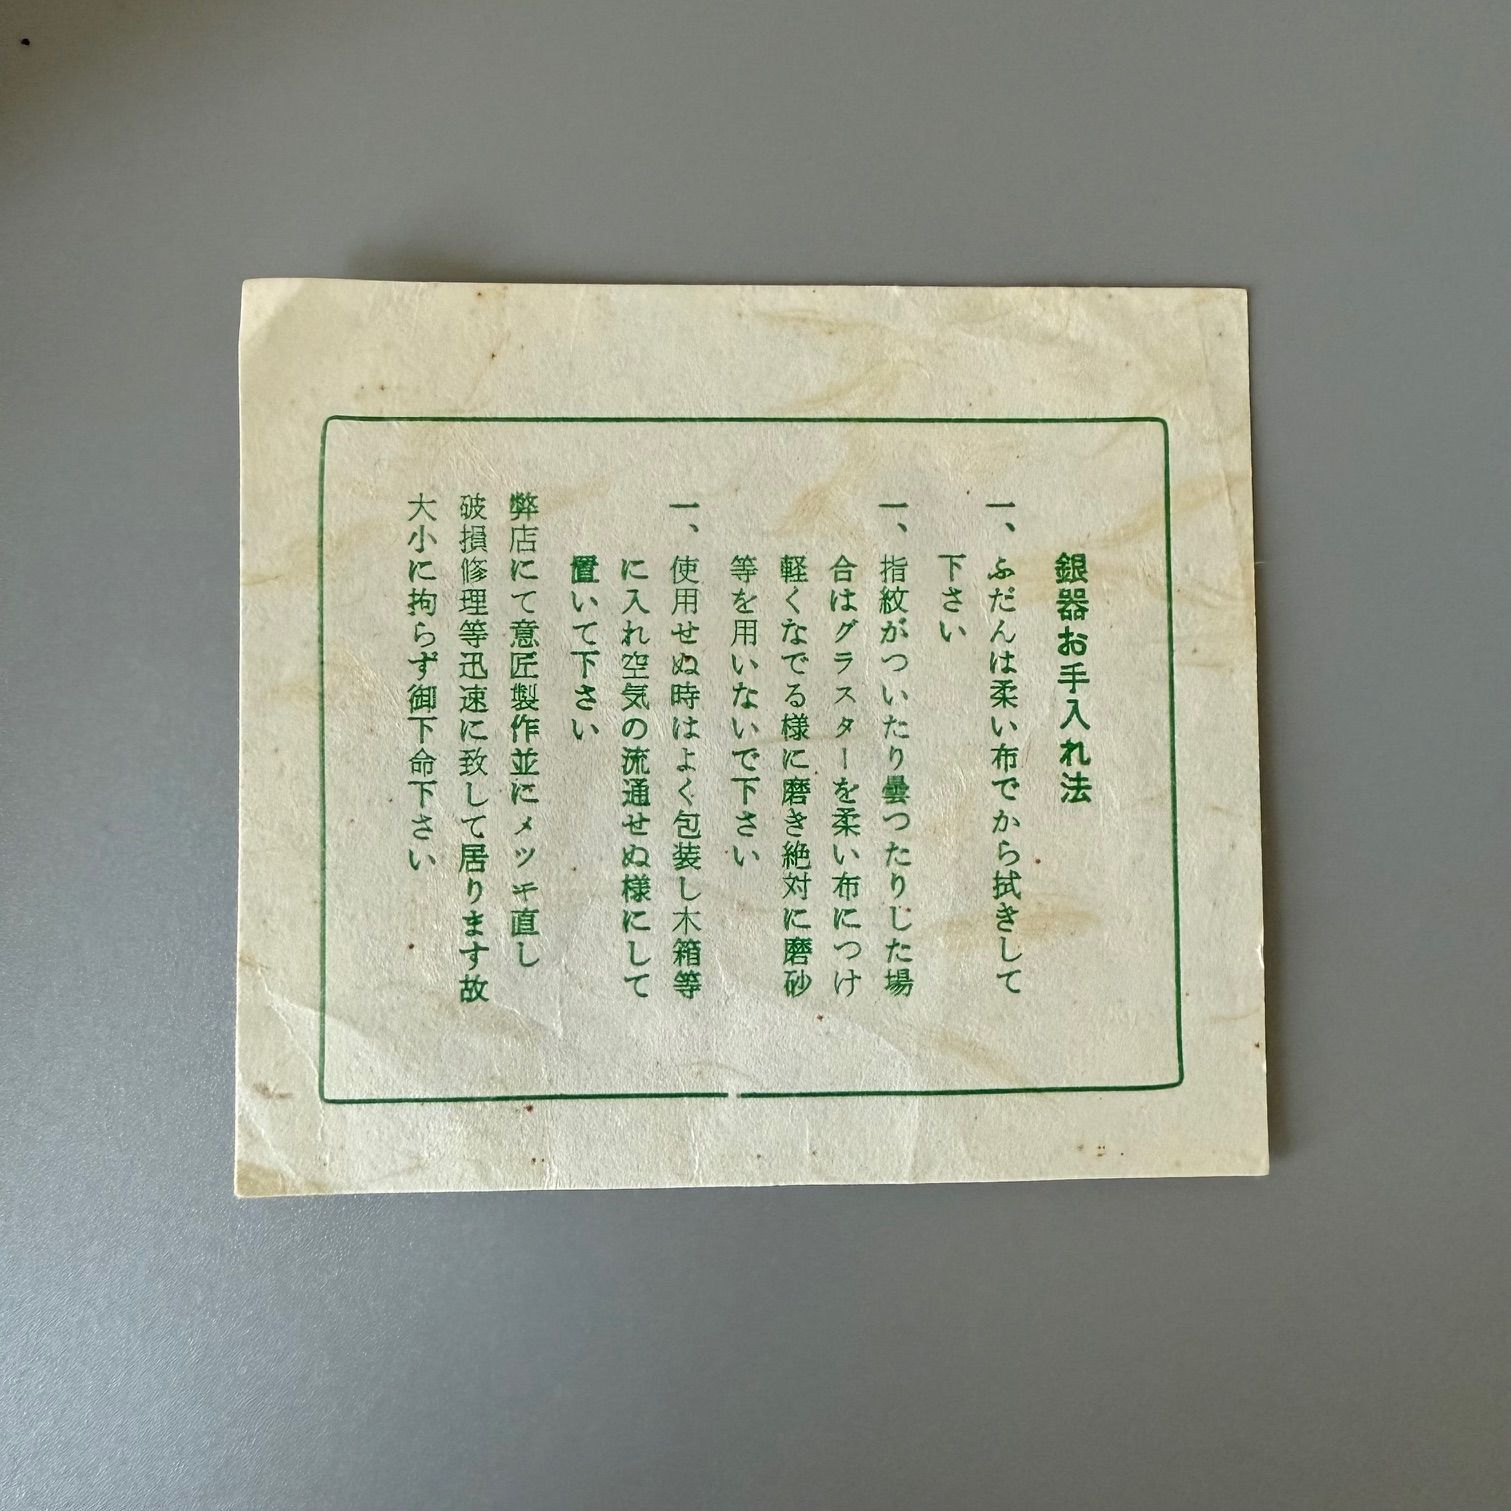 銀器お手入れ法
一、ふだんは柔い布でから拭きして
下さい
一、指紋がついたり曇つたりじた場
合はグラスターを柔い布につけ
軽くなでる様に磨き絶対に磨砂
等を用いないで下さい
一、使用せぬ時はよく包装し木箱等
に入れ空気の流通せぬ様にして
置いて下さい
弊店にて意匠製作並にメツキ直し
破損修理等迅速に致して居ります故
大小に拘らず御下命下さい